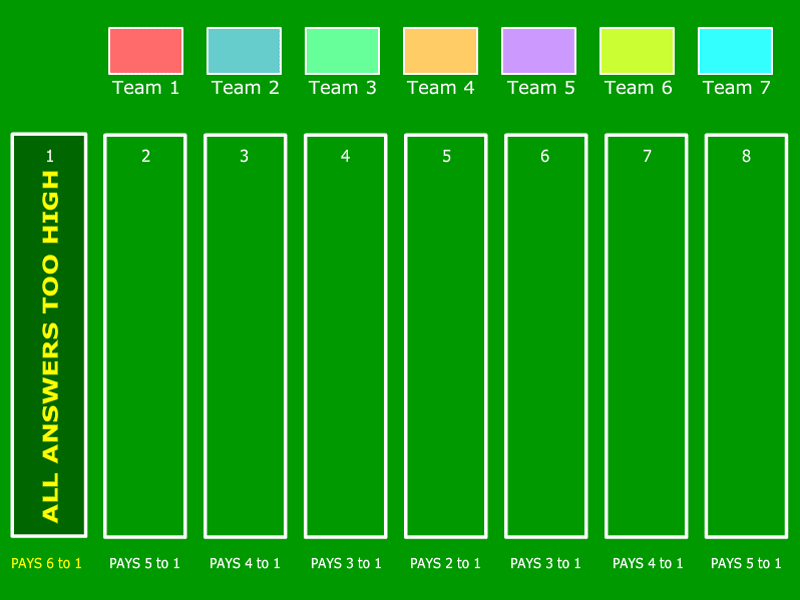 Team 1 Team 2 Team 3 Team 4 Team 5 Team 6 Team 7
1 2 3 4 5 6 7 8
ALL ANSWERS TOO HIGH
PAYS 6 to 1 PAYS 5 to 1 PAYS 4 to 1 PAYS 3 to 1 PAYS 2 to 1 PAYS 3 to 1 PAYS 4 to 1 PAYS 5 to 1